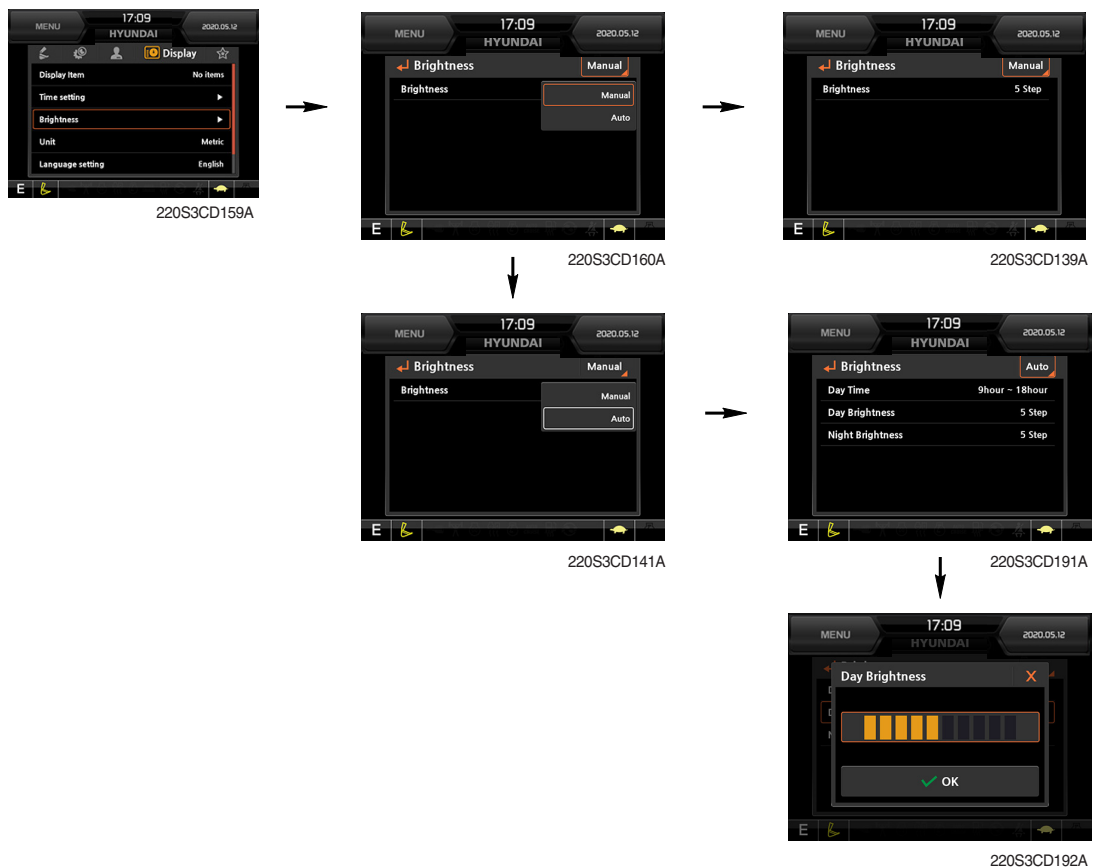 MENU
17:09
HYUNDAI
2020.05.12
Display
Display Item No items
Time setting ▶
Brightness ▶
Unit Metric
Language setting English
E
220S3CD159A
MENU
17:09
HYUNDAI
2020.05.12
Brightness Manual
Brightness
Manual
Auto
E
220S3CD160A
MENU
17:09
HYUNDAI
2020.05.12
Brightness Manual
Brightness 5 Step
E
220S3CD139A
MENU
17:09
HYUNDAI
2020.05.12
Brightness Manual
Brightness
Manual
Auto
E
220S3CD141A
MENU
17:09
HYUNDAI
2020.05.12
Brightness Auto
Day Time 9hour ~ 18hour
Day Brightness 5 Step
Night Brightness 5 Step
E
220S3CD191A
MENU
17:09
HYUNDAI
2020.05.12
Day Brightness X
OK
E
220S3CD192A